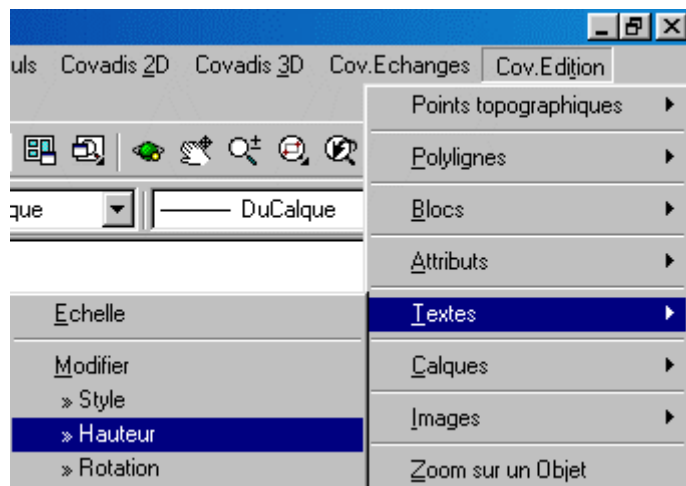 uls Covadis 2D Covadis 3D Cov.Echanges Cov.Edition
Points topographiques
Polylignes
que DuCalque
Blocs
Attributs
Echelle
Textes
Modifier
Calques
» Style
» Hauteur
Images
» Rotation
Zoom sur un Objet